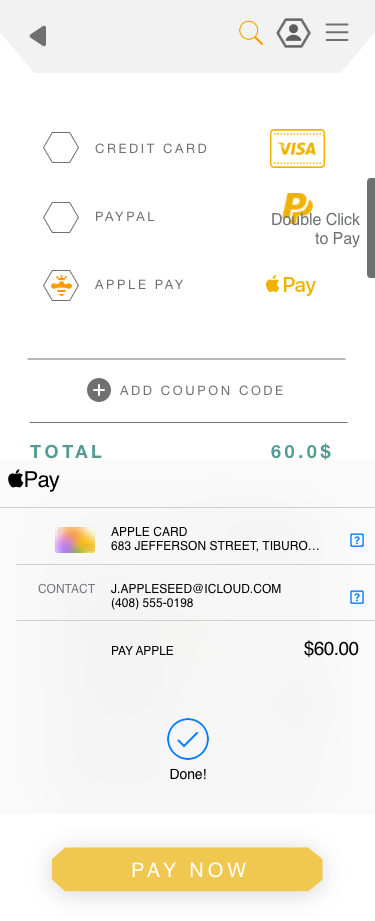 CREDIT CARD
VISA
PAYPAL
P
Double Click
to Pay
APPLE PAY
Pay
ADD COUPON CODE
TOTAL 60.0$
Pay
APPLE CARD
683 JEFFERSON STREET, TIBURO...
CONTACT J.APPLESEED@ICLOUD.COM
(408) 555-0198
PAY APPLE $60.00
Done!
PAY NOW